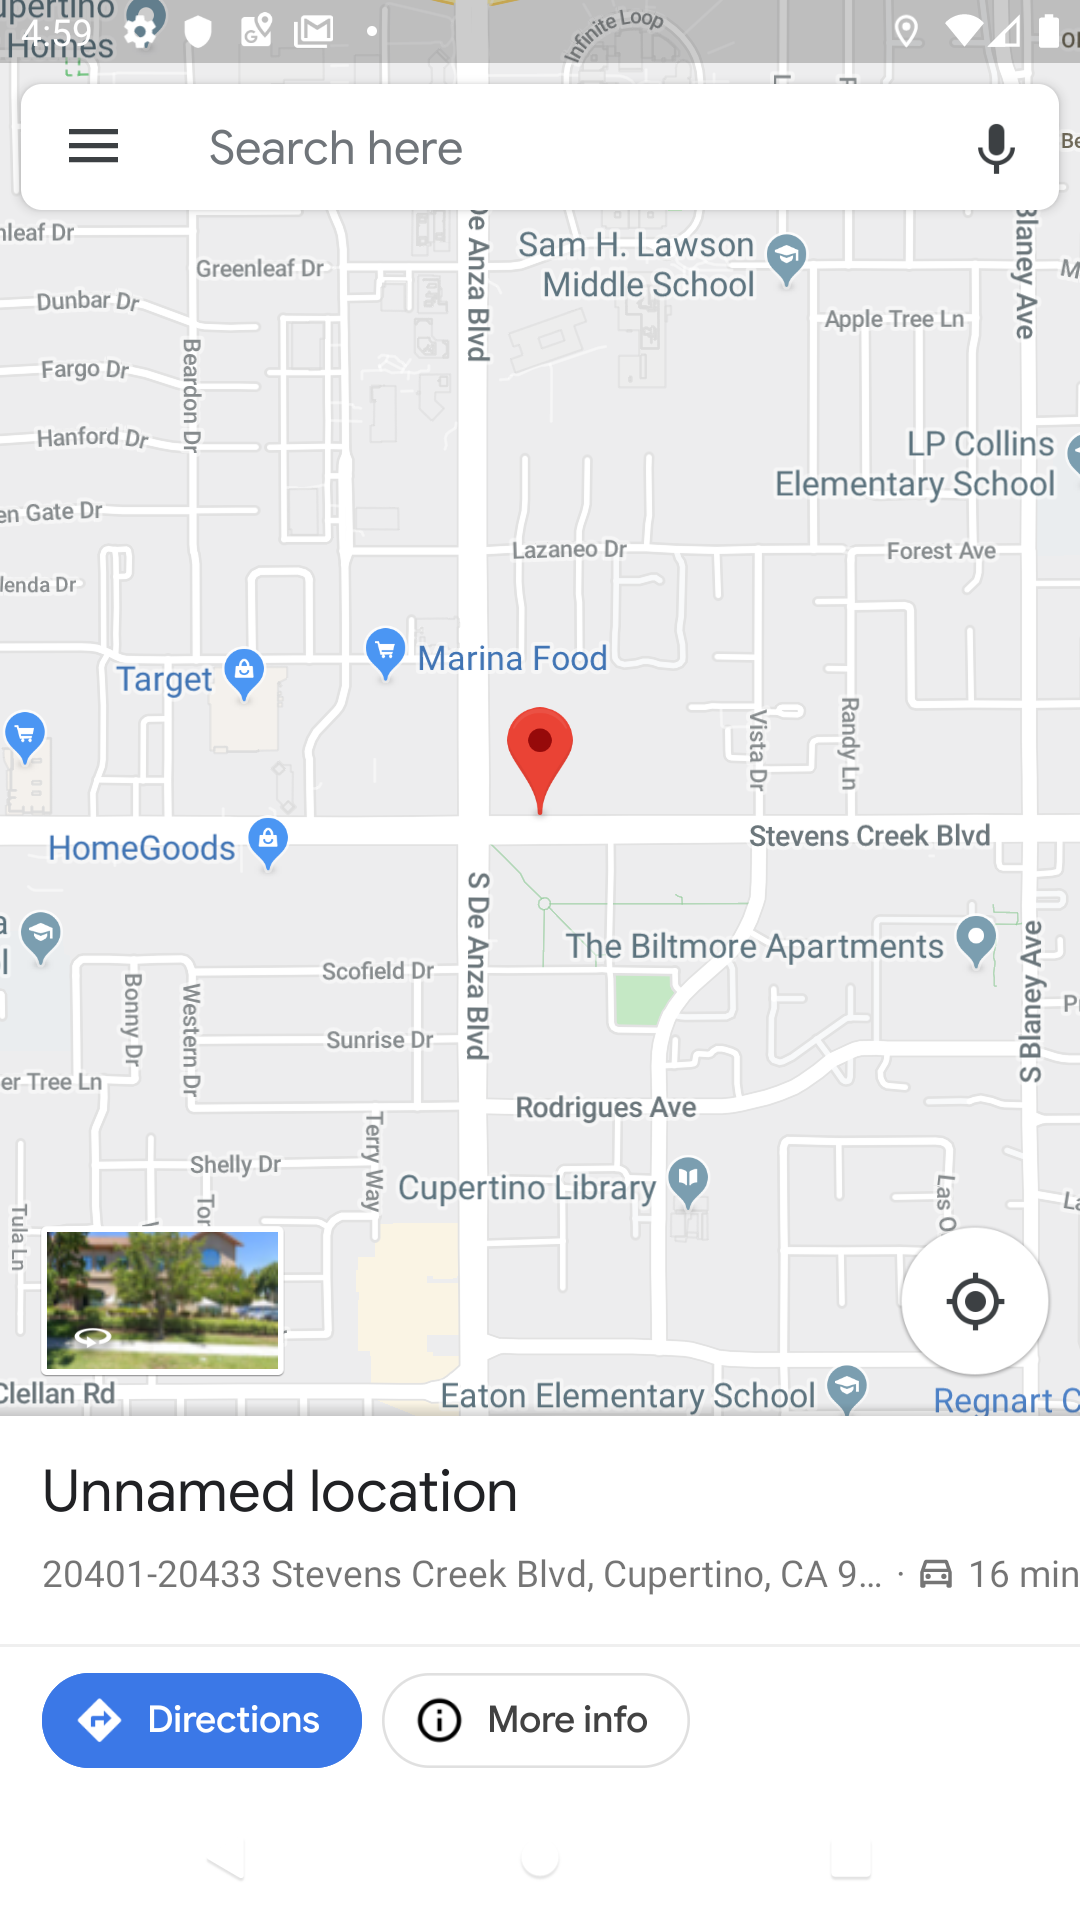 upertino
Homes
4:59
Infinite Loop
Search here
Be
nleaf Dr
Greenleaf Dr
De Anza Blvd
Sam H. Lawson
Middle School
Blaney Ave
Dunbar Dr
Apple Tree Ln
Beardon Dr
Fargo Dr
Hanford Dr
LP Collins
Elementary School
en Gate Dr
Lazaneo Dr
Forest Ave
lenda Dr
Marina Food
Target
Vista Dr
Randy Ln
HomeGoods
Stevens Creek Blvd
S De Anza Blvd
The Biltmore Apartments
S Blaney Ave
Scofield Dr
Bonny Dr
Western Dr
Sunrise Dr
er Tree Ln
Rodrigues Ave
Terry Way
Shelly Dr
Cupertino Library
Tor
Las O
Tula Ln
Clellan Rd
Eaton Elementary School
Regnart C
Unnamed location
20401-20433 Stevens Creek Blvd, Cupertino, CA 9... · 16 min
Directions
More info